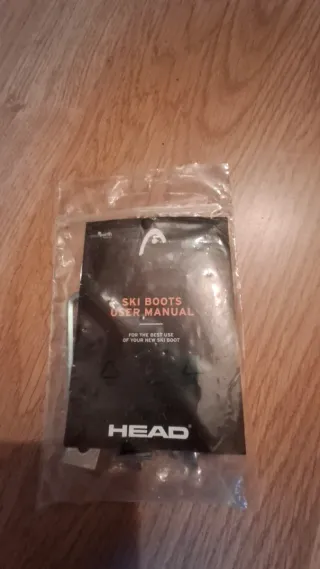 SKI BOOTS
USER MANUAL
FOR THE BEST USE
OF YOUR NEW SKI BOOT
HEAD